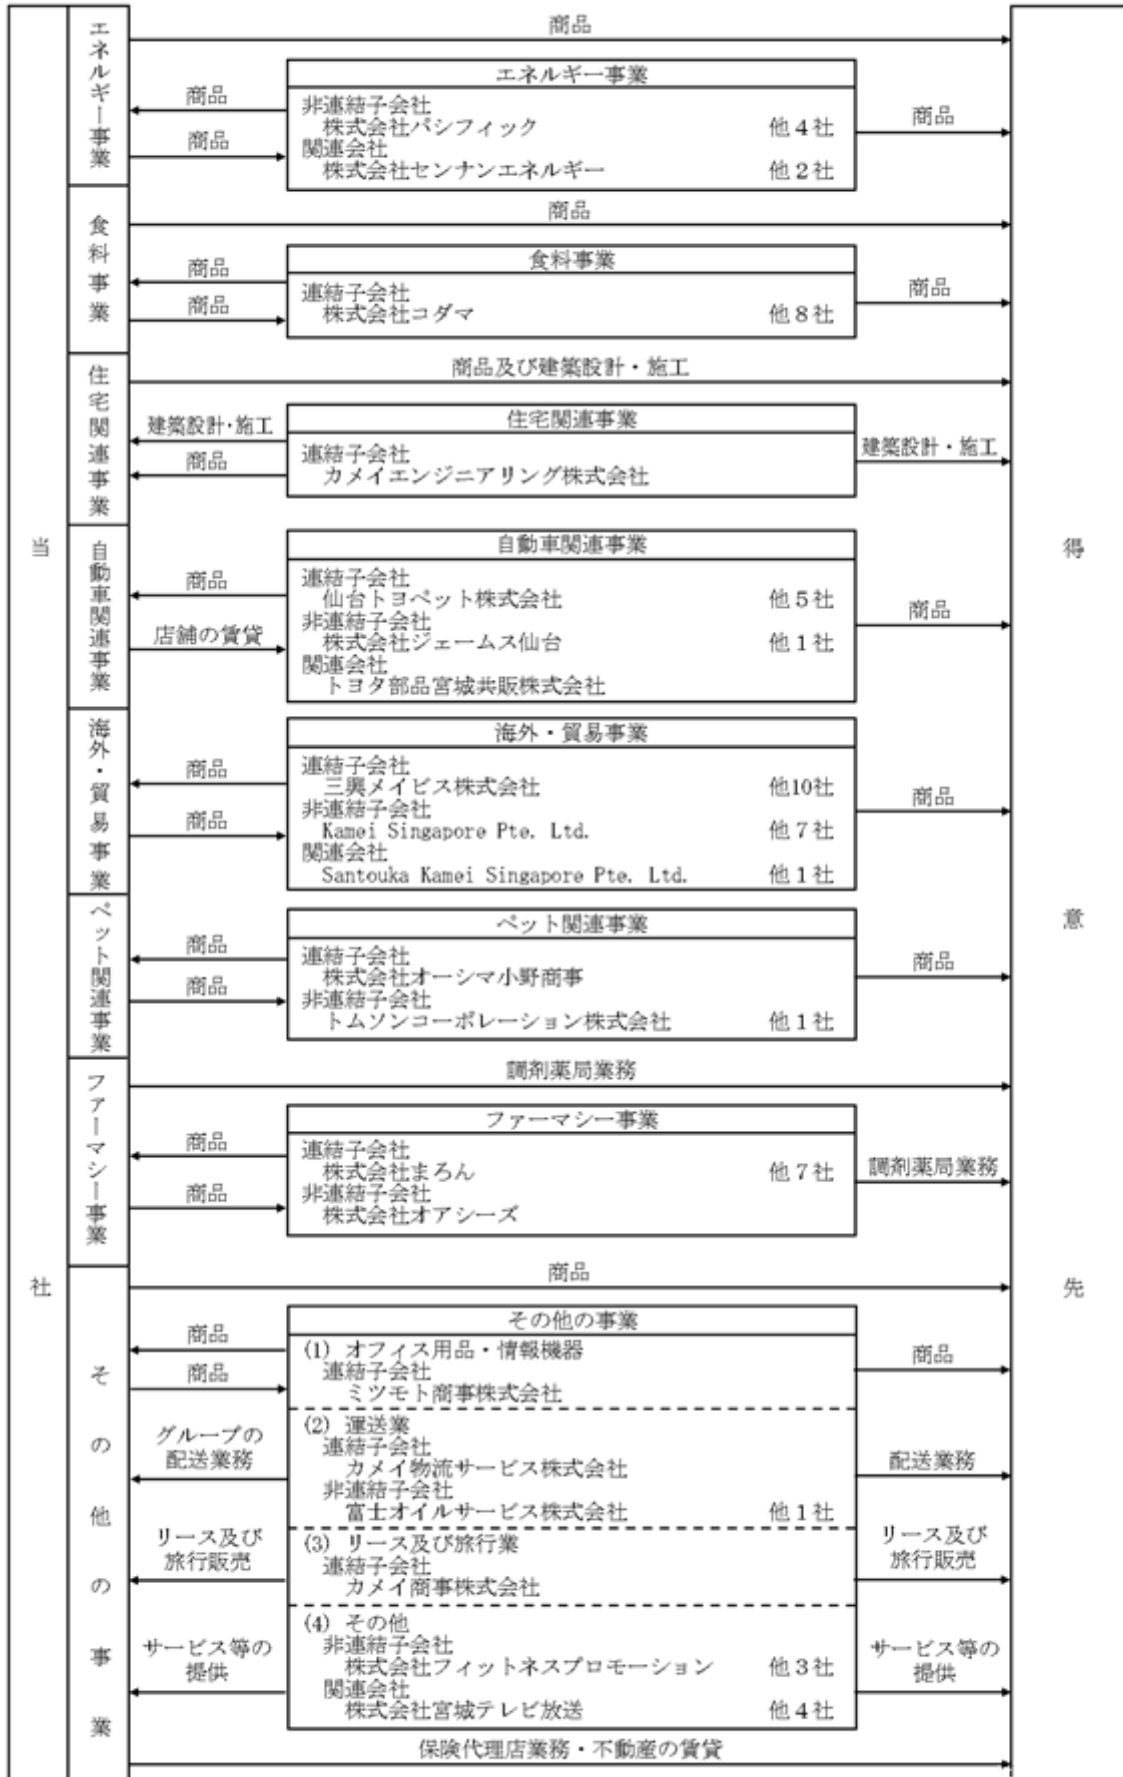 当社
得意先
エネルギー事業
商品
エネルギー事業
商品
商品
非連結子会社
株式会社パシフィック 他4社
関連会社
株式会社センナンエネルギー 他2社
商品
食料事業
商品
食料事業
商品
商品
連結子会社
株式会社コダマ 他8社
商品
住宅関連事業
商品及び建築設計・施工
住宅関連事業
建築設計・施工
商品
連結子会社
カメイエンジニアリング株式会社
建築設計・施工
自動車関連事業
自動車関連事業
商品
店舗の賃貸
連結子会社
仙台トヨペット株式会社 他5社
非連結子会社
株式会社ジェームス仙台 他1社
関連会社
トヨタ部品宮城共販株式会社
商品
海外・貿易事業
海外・貿易事業
商品
商品
連結子会社
三興メイビス株式会社 他10社
非連結子会社
Kamei Singapore Pte. Ltd. 他7社
関連会社
Santouka Kamei Singapore Pte. Ltd. 他1社
商品
ペット関連事業
ペット関連事業
商品
商品
連結子会社
株式会社オーシマ小野商事
非連結子会社
トムソンコーポレーション株式会社 他1社
商品
ファーマシー事業
調剤薬局業務
ファーマシー事業
商品
商品
連結子会社
株式会社まろん 他7社
非連結子会社
株式会社オアシーズ
調剤薬局業務
その他の事業
商品
その他の事業
商品
商品
(1) オフィス用品・情報機器
連結子会社
ミツモト商事株式会社
商品
グループの
配送業務
(2) 運送業
連結子会社
カメイ物流サービス株式会社
非連結子会社
富士オイルサービス株式会社 他1社
配送業務
リース及び
旅行販売
(3) リース及び旅行業
連結子会社
カメイ商事株式会社
リース及び
旅行販売
サービス等の
提供
(4) その他
非連結子会社
株式会社フィットネスプロモーション 他3社
関連会社
株式会社宮城テレビ放送 他4社
サービス等の
提供
保険代理店業務・不動産の賃貸